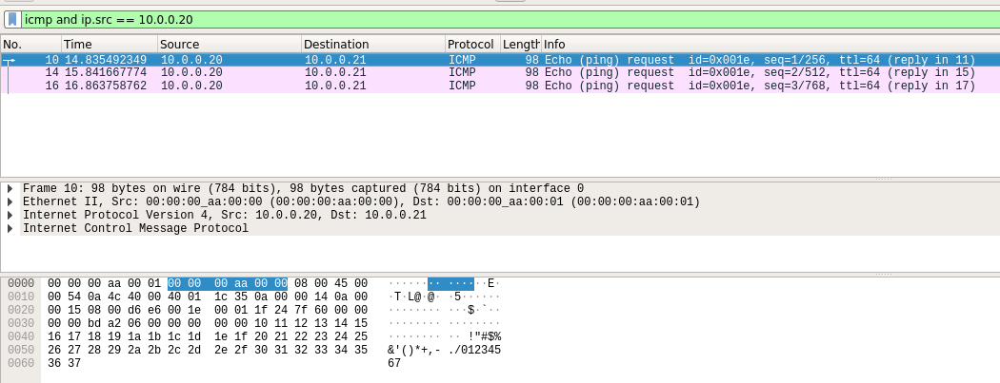 icmp and ip.src == 10.0.0.20
No. Time Source Destination Protocol Length Info
10 14.835492349 10.0.0.20 10.0.0.21 ICMP 98 Echo (ping) request id=0x001e, seq=1/256, ttl=64 (reply in 11)
14 15.841667774 10.0.0.20 10.0.0.21 ICMP 98 Echo (ping) request id=0x001e, seq=2/512, ttl=64 (reply in 15)
16 16.863758762 10.0.0.20 10.0.0.21 ICMP 98 Echo (ping) request id=0x001e, seq=3/768, ttl=64 (reply in 17)
Frame 10: 98 bytes on wire (784 bits), 98 bytes captured (784 bits) on interface 0
Ethernet II, Src: 00:00:00_aa:00:00 (00:00:00:aa:00:00), Dst: 00:00:00_aa:00:01 (00:00:00:aa:00:01)
Internet Protocol Version 4, Src: 10.0.0.20, Dst: 10.0.0.21
Internet Control Message Protocol
0000 00 00 00 aa 00 01 00 00 00 aa 00 00 08 00 45 00 ········ ······E·
0010 00 54 0a 4c 40 00 40 01 1c 35 0a 00 00 14 0a 00 ·T·L@·@· ·5······
0020 00 15 08 00 d6 e6 00 1e 00 01 1f 24 7f 60 00 00 ········ ···$·`··
0030 00 00 bd a2 06 00 00 00 00 00 10 11 12 13 14 15 ········ ········
0040 16 17 18 19 1a 1b 1c 1d 1e 1f 20 21 22 23 24 25 ········ ·· !"#$%
0050 26 27 28 29 2a 2b 2c 2d 2e 2f 30 31 32 33 34 35 &'()*+,- ./012345
0060 36 37 67